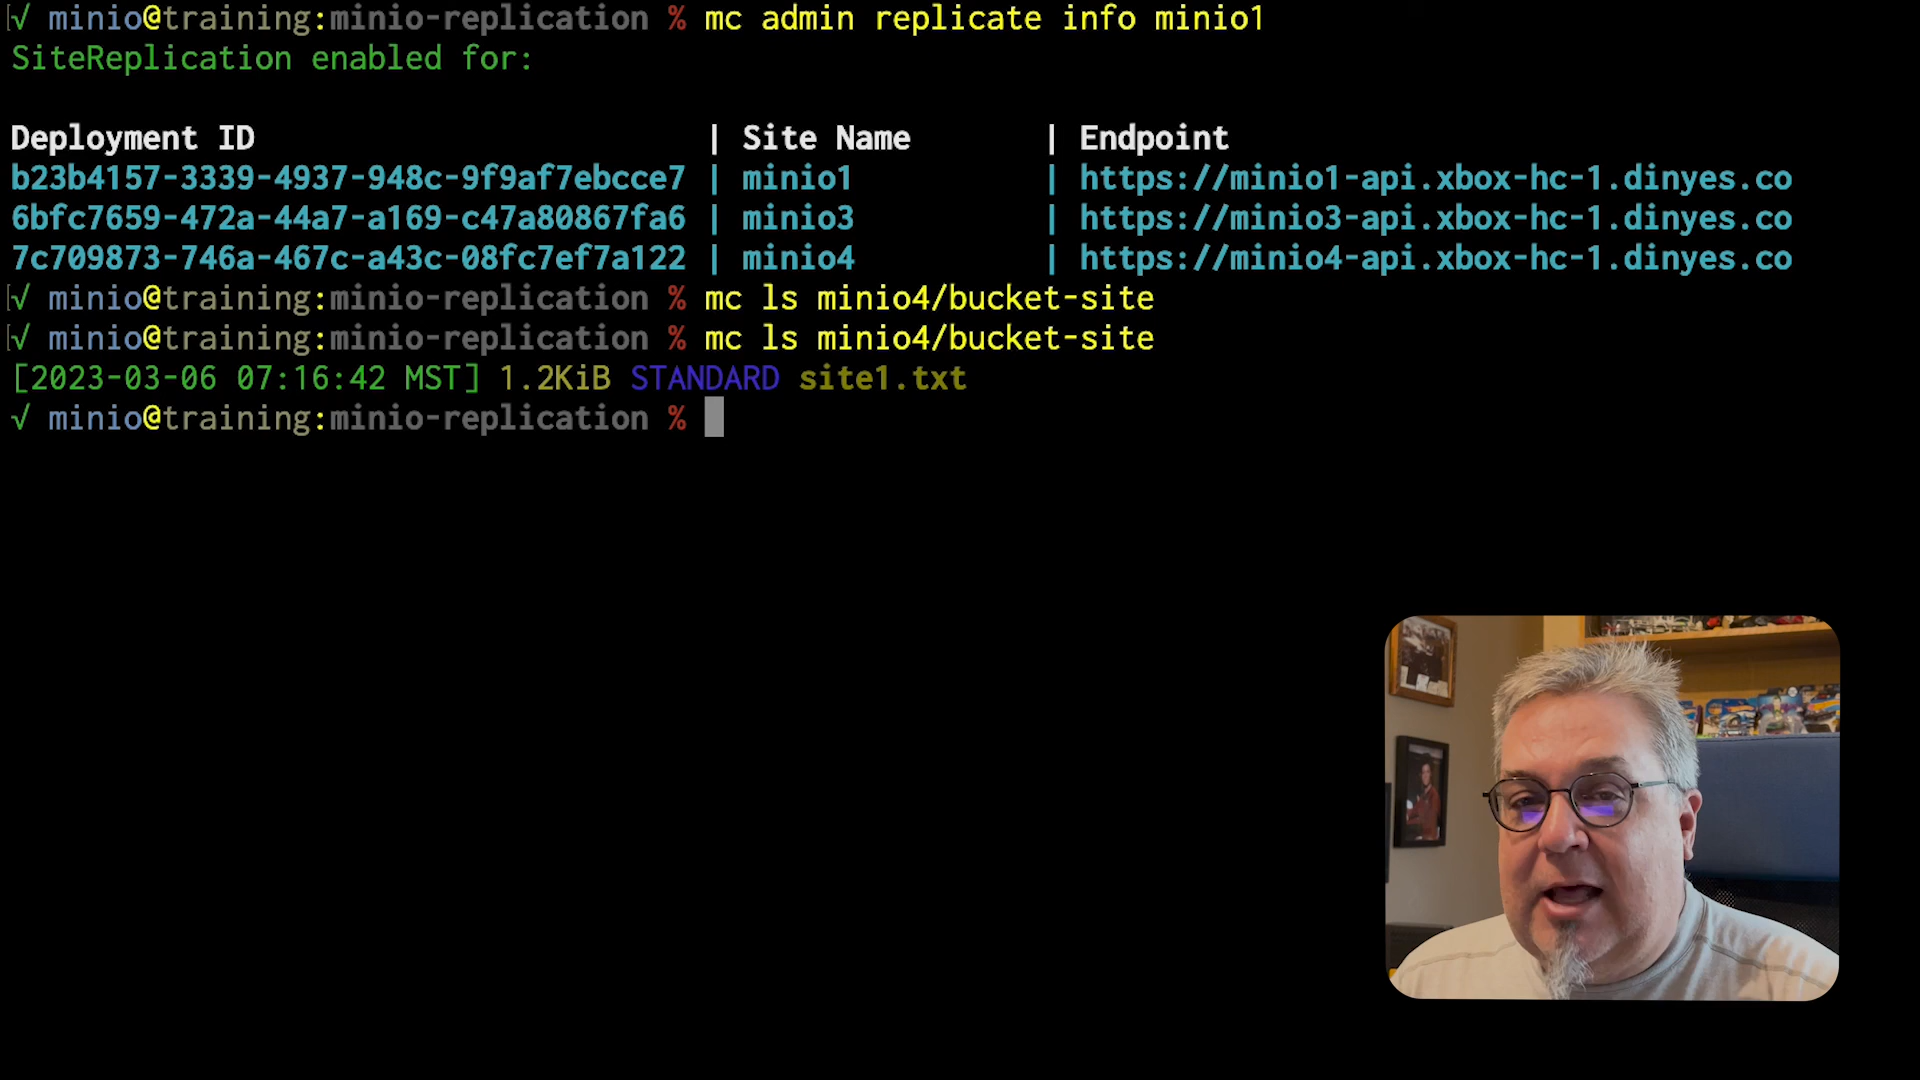 √ minio@training:minio-replication % mc admin replicate info minio1
SiteReplication enabled for:
Deployment ID | Site Name | Endpoint
b23b4157-3339-4937-948c-9f9af7ebcce7 | minio1 | https://minio1-api.xbox-hc-1.dinyes.co
6bfc7659-472a-44a7-a169-c47a80867fa6 | minio3 | https://minio3-api.xbox-hc-1.dinyes.co
7c709873-746a-467c-a43c-08fc7ef7a122 | minio4 | https://minio4-api.xbox-hc-1.dinyes.co
√ minio@training:minio-replication % mc ls minio4/bucket-site
√ minio@training:minio-replication % mc ls minio4/bucket-site
[2023-03-06 07:16:42 MST] 1.2KiB STANDARD site1.txt
√ minio@training:minio-replication %